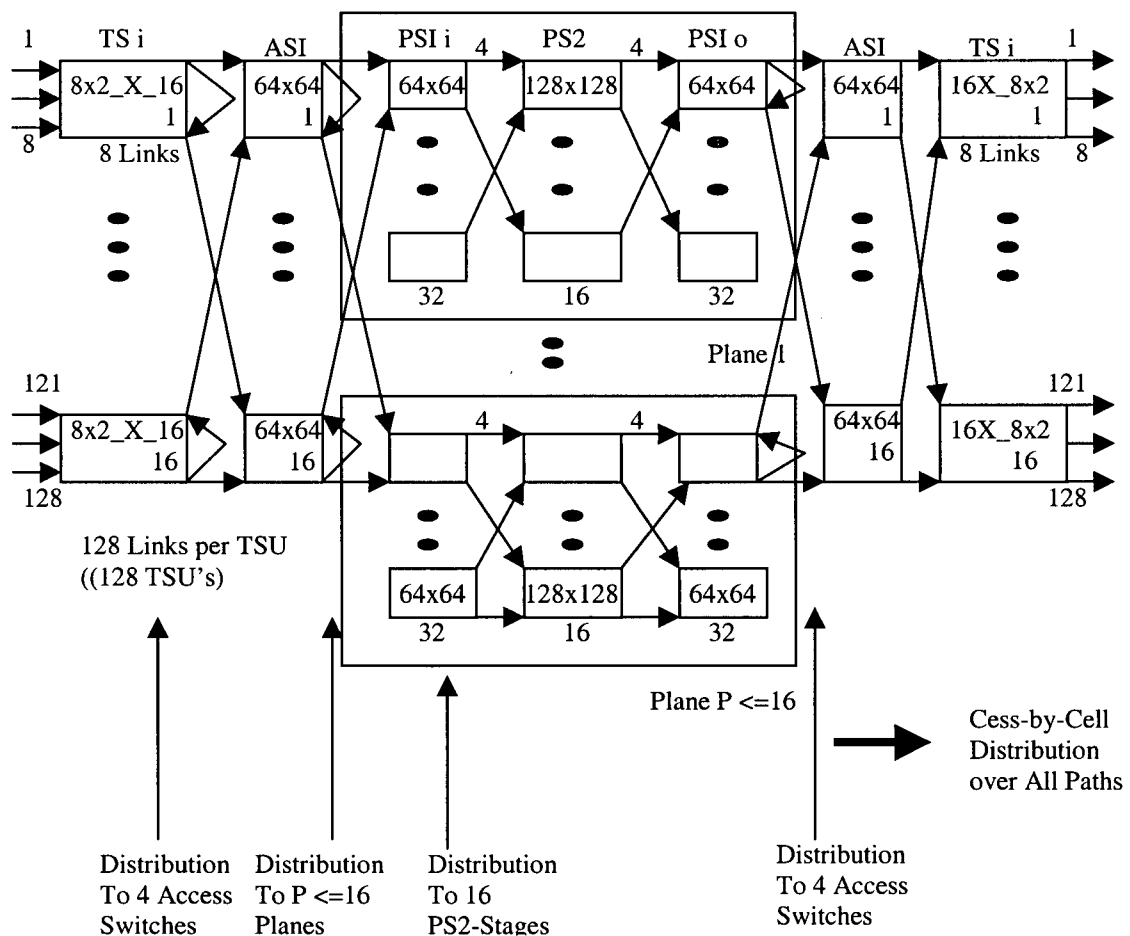 1 TS i ASI PSI i 4 PS2 4 PSI o ASI TS i 1
8x2_X_16 64x64 64x64 128x128 64x64 64x64 16X_8x2
1 1 1 1
8 8 Links 8 Links 8
32 16 32
Plane 1
121 4 4 121
8x2_X_16 64x64 64x64 16X_8x2
16 16 16 16
128 128
128 Links per TSU
((128 TSU's)
64x64 128x128 64x64
32 16 32
Plane P <=16
Cess-by-Cell
Distribution
over All Paths
Distribution
To 4 Access
Switches
Distribution
To P <=16
Planes
Distribution
To 16
PS2-Stages
Distribution
To 4 Access
Switches